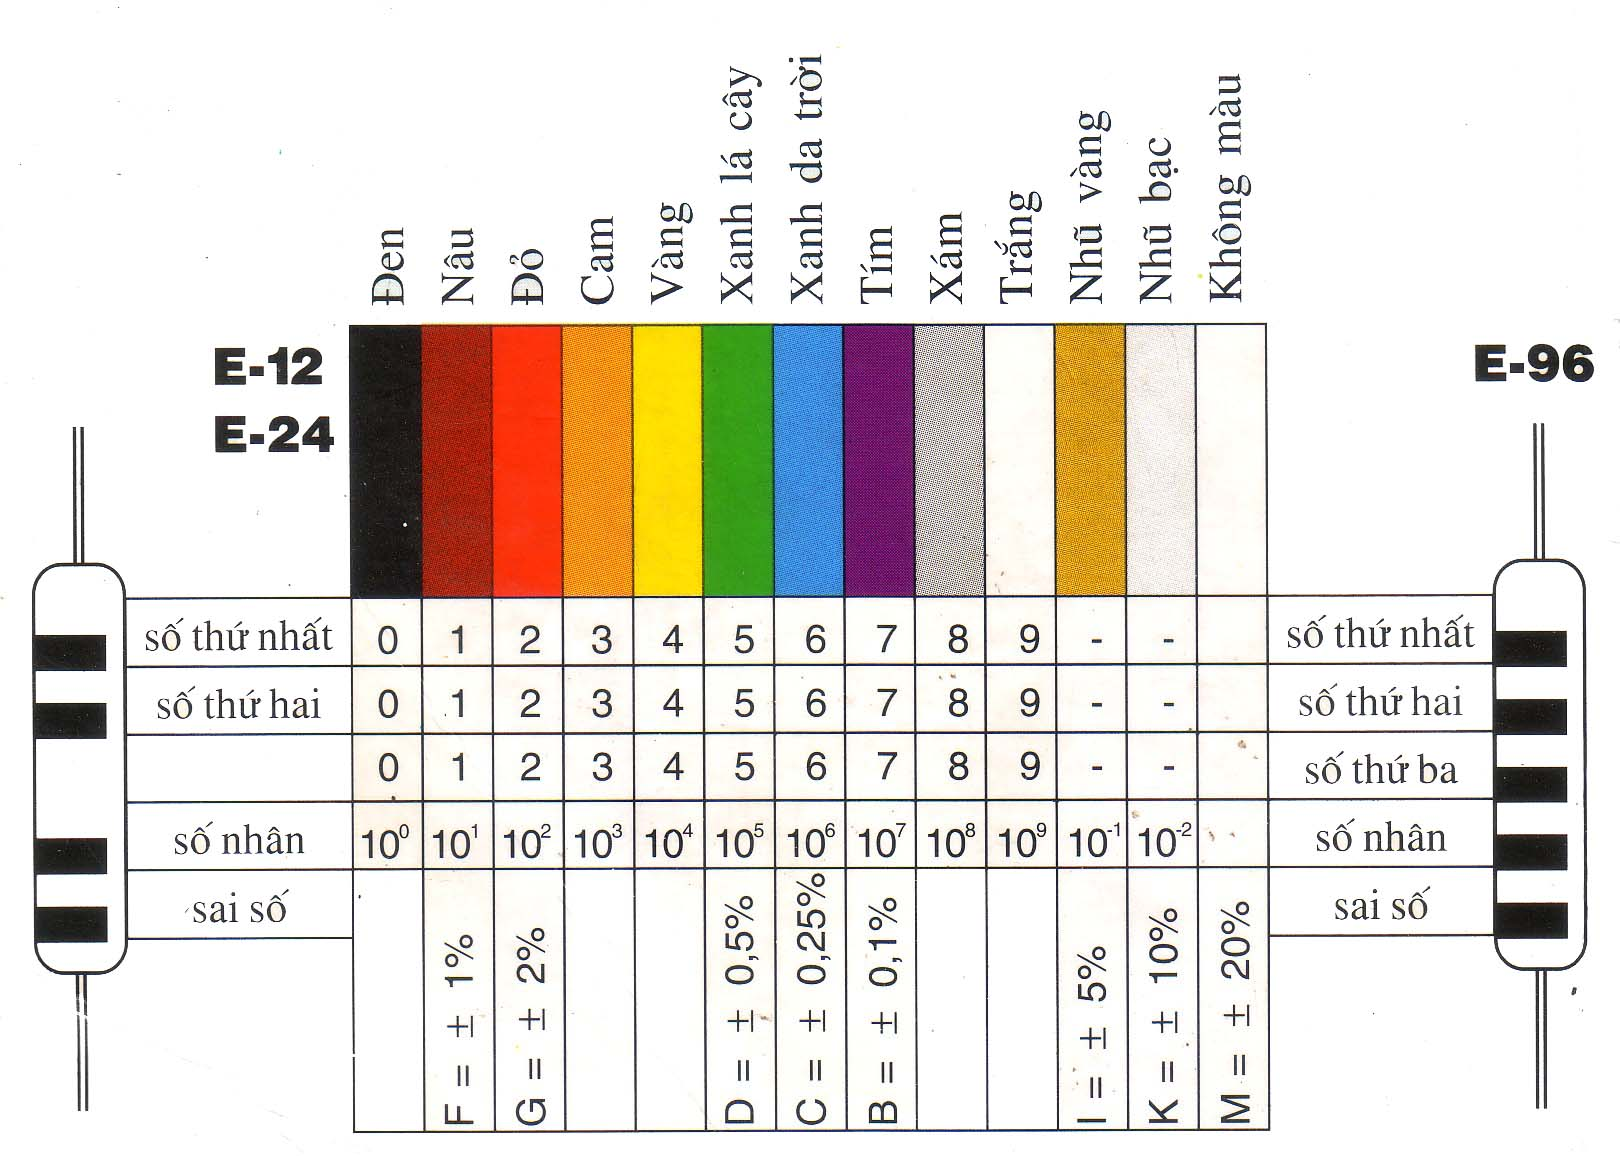 Đen Nâu Đỏ Cam Vàng Xanh lá cây Xanh da trời Tím Xám Trắng Nhũ vàng Nhũ bạc Không màu
E-12
E-24
E-96
số thứ nhất 0 1 2 3 4 5 6 7 8 9 - - số thứ nhất
số thứ hai 0 1 2 3 4 5 6 7 8 9 - - số thứ hai
0 1 2 3 4 5 6 7 8 9 - - số thứ ba
số nhân 10⁰ 10¹ 10² 10³ 10⁴ 10⁵ 10⁶ 10⁷ 10⁸ 10⁹ 10⁻¹ 10⁻² số nhân
sai số F = ± 1% G = ± 2% D = ± 0,5% C = ± 0,25% B = ± 0,1% I = ± 5% K = ± 10% M = ± 20% sai số